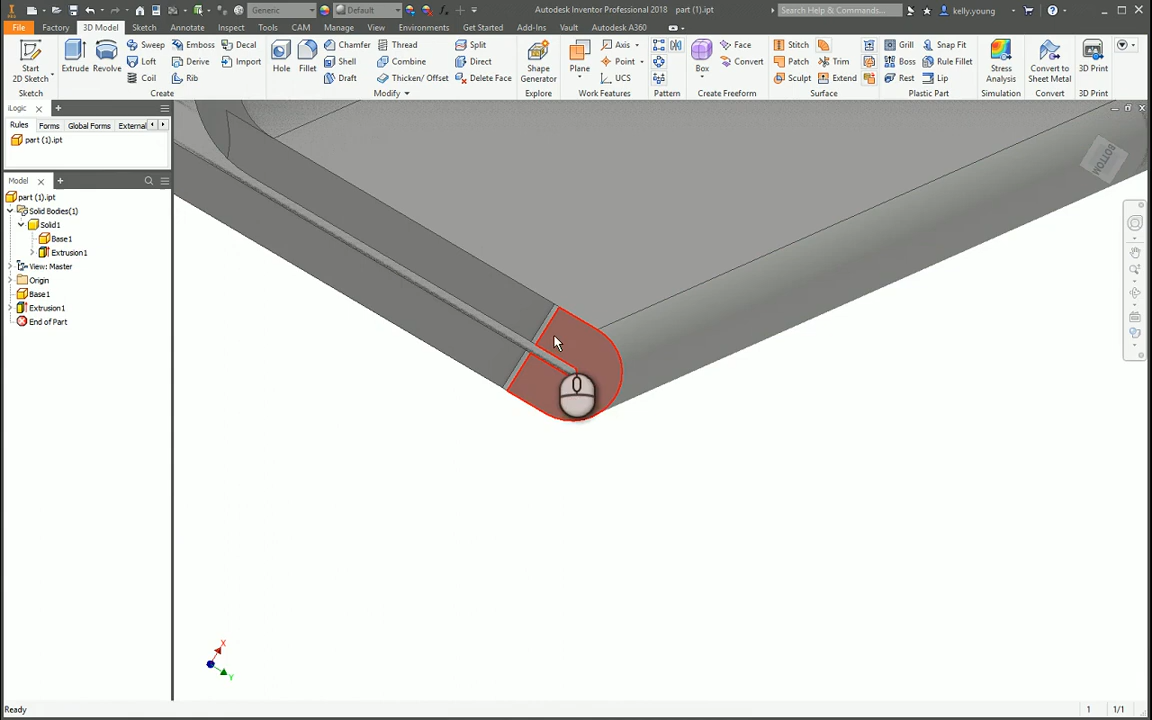 Generic
Default
Autodesk Inventor Professional 2018 part (1).ipt
Search Help & Commands...
kelly.young
File Factory 3D Model Sketch Annotate Inspect Tools CAM Manage View Environments Get Started Add-Ins Vault Autodesk A360
Start
2D Sketch
Extrude
Revolve
Sweep
Loft
Coil
Emboss
Derive
Rib
Decal
Import
Hole
Fillet
Chamfer
Shell
Draft
Thread
Combine
Thicken/ Offset
Split
Direct
Delete Face
Shape
Generator
Plane
Axis
Point
UCS
Box
Face
Convert
Stitch
Patch
Sculpt
Trim
Extend
Grill
Boss
Rest
Snap Fit
Rule Fillet
Lip
Stress
Analysis
Convert to
Sheet Metal
3D Print
Sketch Create Modify Explore Work Features Pattern Create Freeform Surface Plastic Part Simulation Convert 3D Print
iLogic
Rules Forms Global Forms External
part (1).ipt
Model
part (1).ipt
Solid Bodies(1)
Solid1
Base1
Extrusion1
View: Master
Origin
Base1
Extrusion1
End of Part
BOTTOM
X
Y
Ready
1 1/1